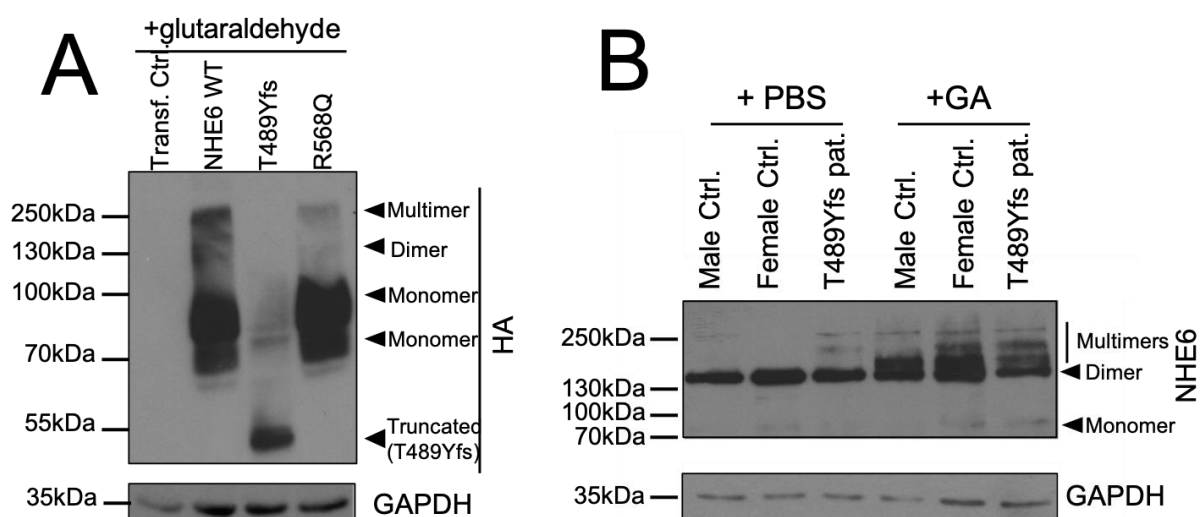 A
+glutaraldehyde
Transf. Ctrl.
NHE6 WT
T489Yfs
R568Q
250kDa
130kDa
100kDa
70kDa
55kDa
35kDa
Multimer
Dimer
Monomer
Monomer
Truncated
(T489Yfs)
HA
GAPDH
B
+ PBS
+GA
Male Ctrl.
Female Ctrl.
T489Yfs pat.
Male Ctrl.
Female Ctrl.
T489Yfs pat.
250kDa
130kDa
100kDa
70kDa
35kDa
Multimers
Dimer
Monomer
NHE6
GAPDH